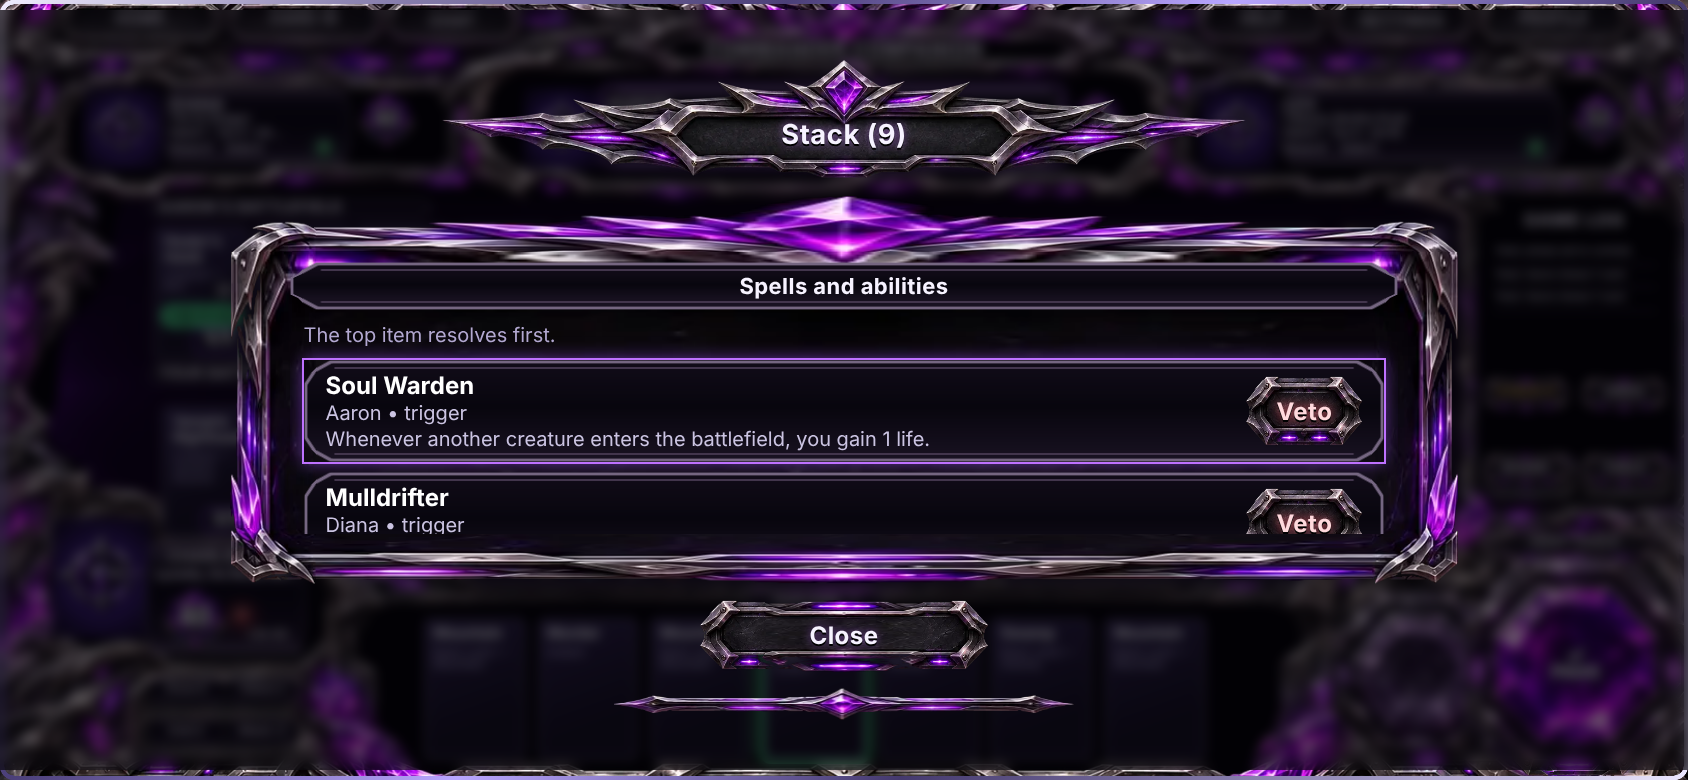 Stack (9)
Spells and abilities
The top item resolves first.
Soul Warden
Aaron • trigger
Whenever another creature enters the battlefield, you gain 1 life.
Veto
Mulldrifter
Diana • trigger
Veto
Close